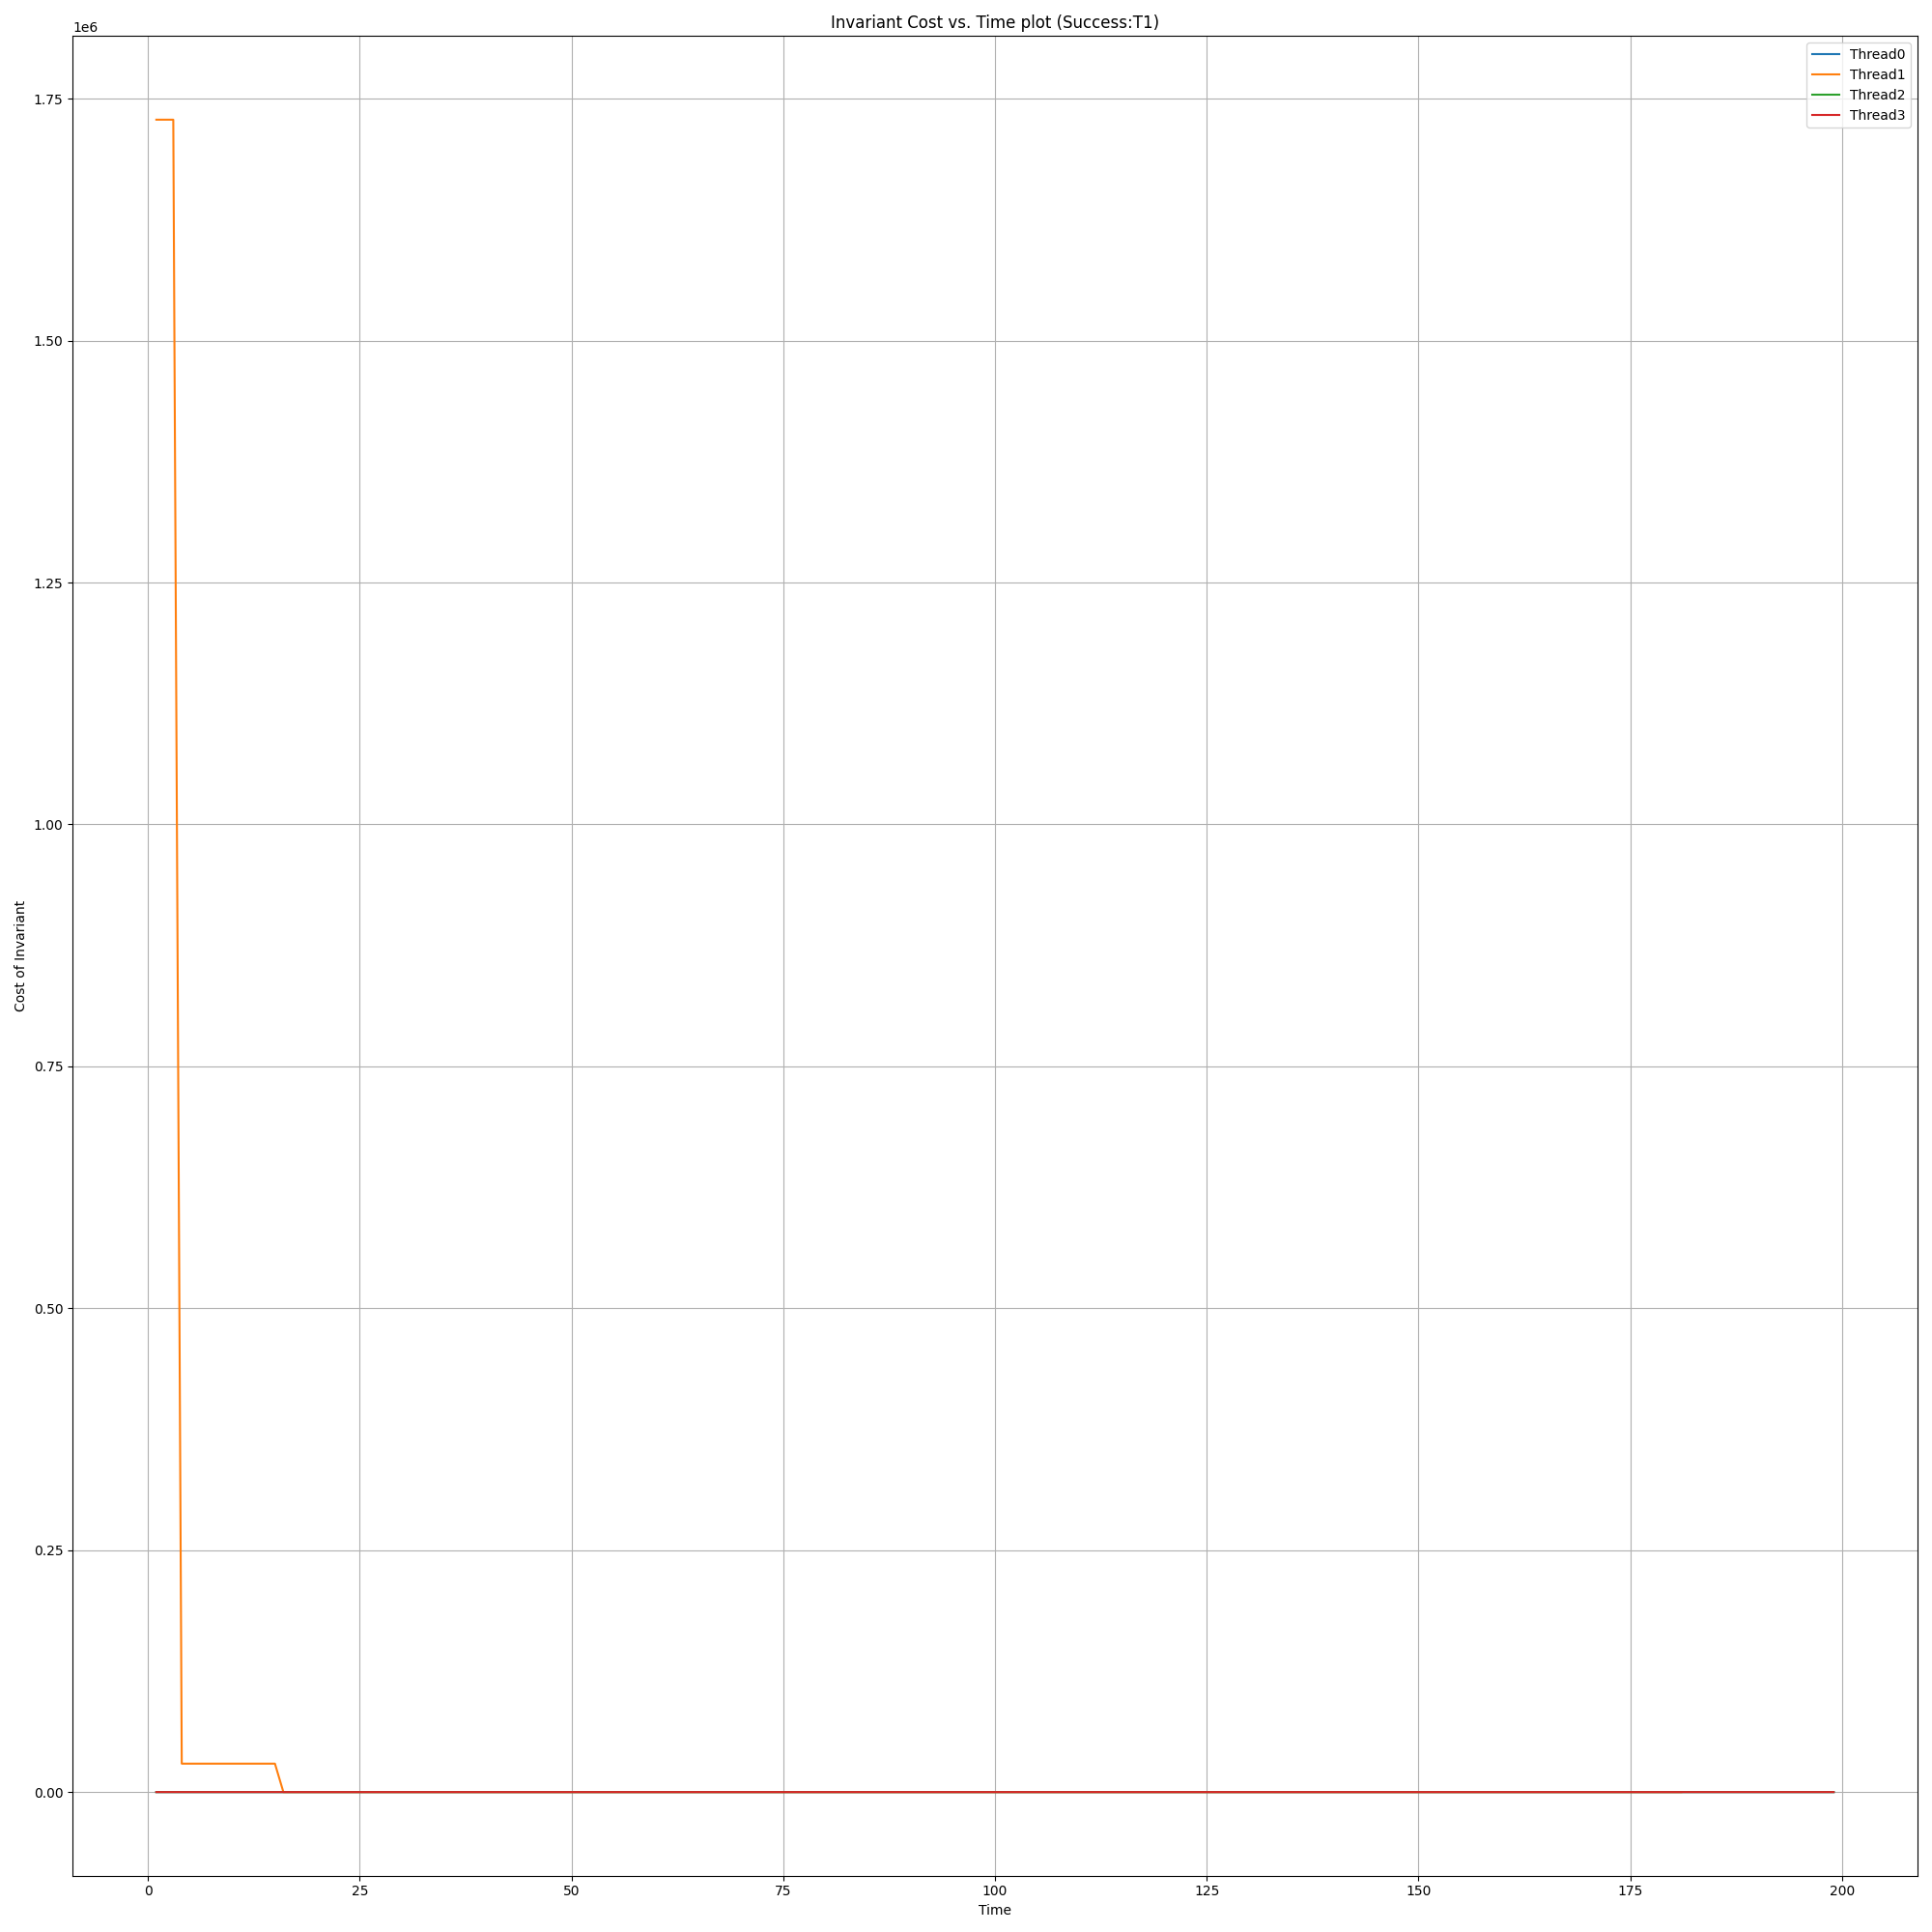 Invariant Cost vs. Time plot (Success:T1)
1e6
Thread0
Thread1
Thread2
Thread3
1.75
1.50
1.25
1.00
0.75
0.50
0.25
0.00
Cost of Invariant
0 25 50 75 100 125 150 175 200
Time